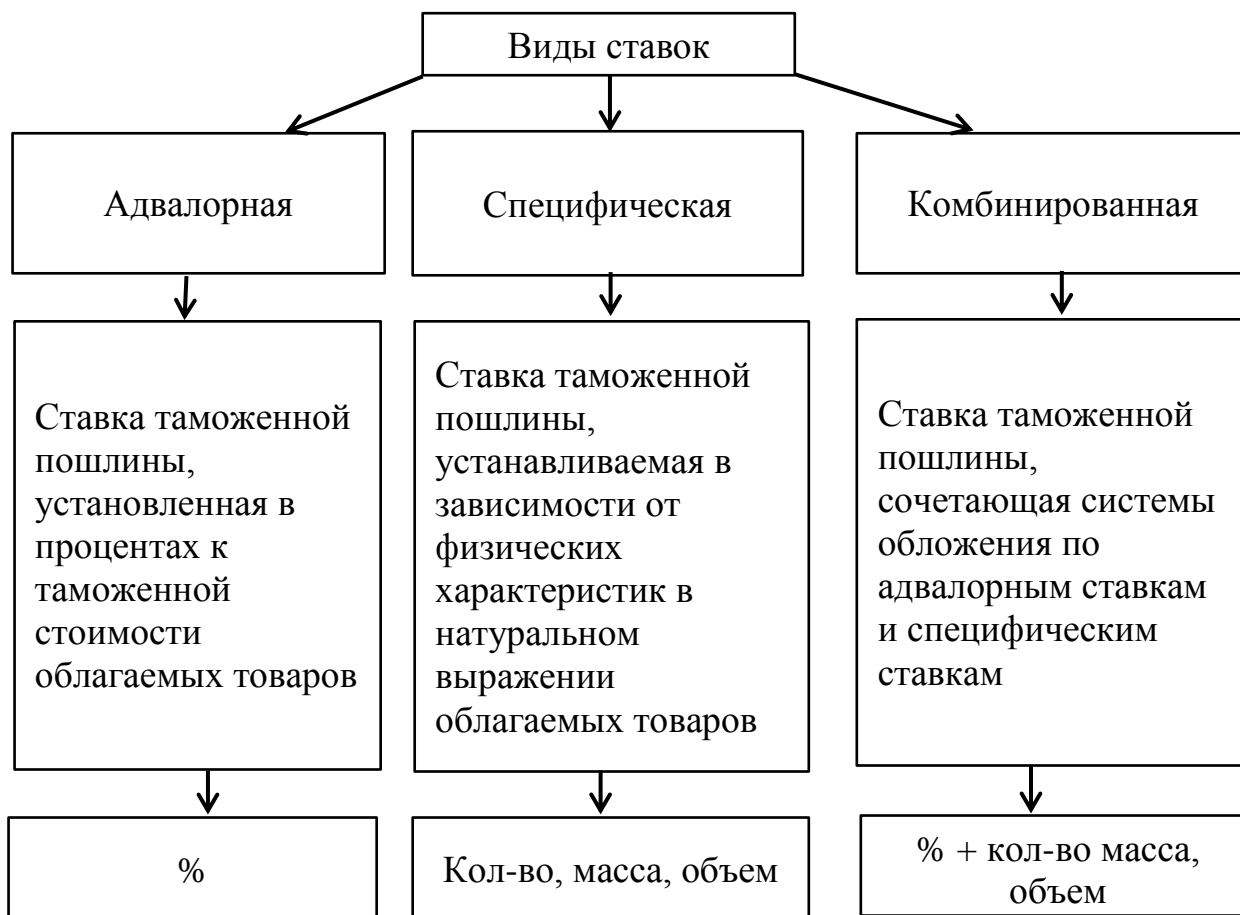 Виды ставок
Адвалорная
Специфическая
Комбинированная
Ставка таможенной
пошлины,
установленная в
процентах к
таможенной
стоимости
облагаемых товаров
Ставка таможенной
пошлины,
устанавливаемая в
зависимости от
физических
характеристик в
натуральном
выражении
облагаемых товаров
Ставка таможенной
пошлины,
сочетающая системы
обложения по
адвалорным ставкам
и специфическим
ставкам
%
Кол-во, масса, объем
% + кол-во масса,
объем